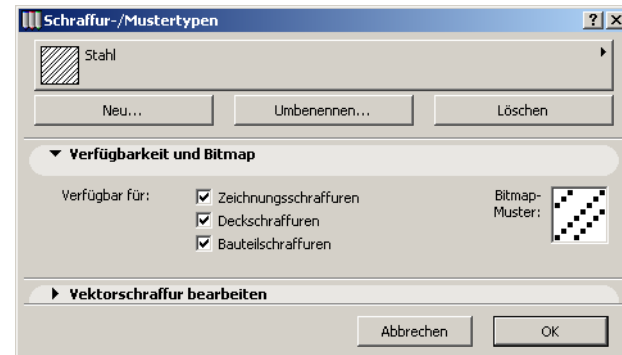 Schraffur-/Mustertypen
Stahl
Neu...
Umbenennen...
Löschen
Verfügbarkeit und Bitmap
Verfügbar für:
Zeichnungsschraffuren
Deckschraffuren
Bauteilschraffuren
Bitmap-
Muster:
Vektorschraffur bearbeiten
Abbrechen
OK